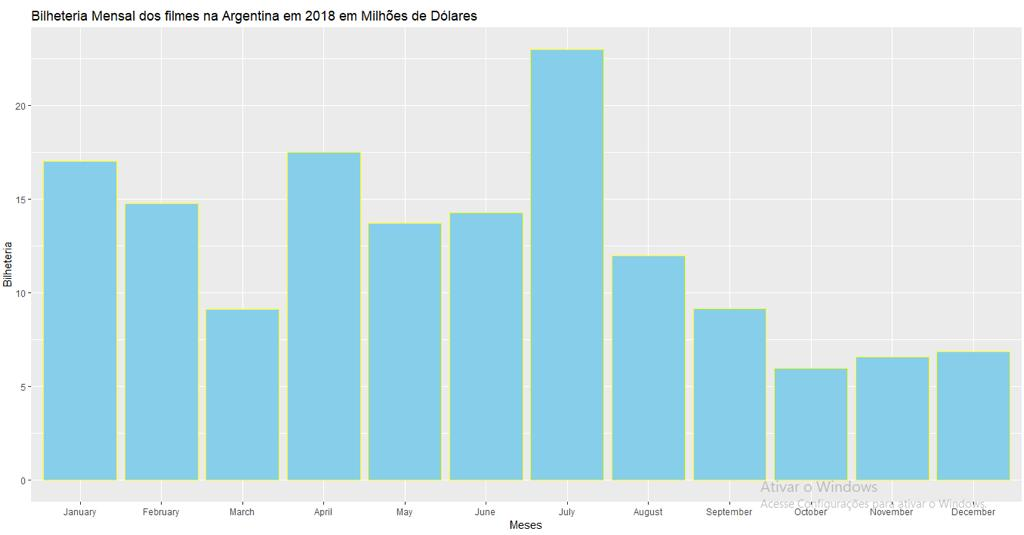 Bilheteria Mensal dos filmes na Argentina em 2018 em Milhões de Dólares
20
15
10
5
0
Bilheteria
January February March April May June July August September October November December
Meses
Ativar o Windows
Acesse Configurações para ativar o Windows.